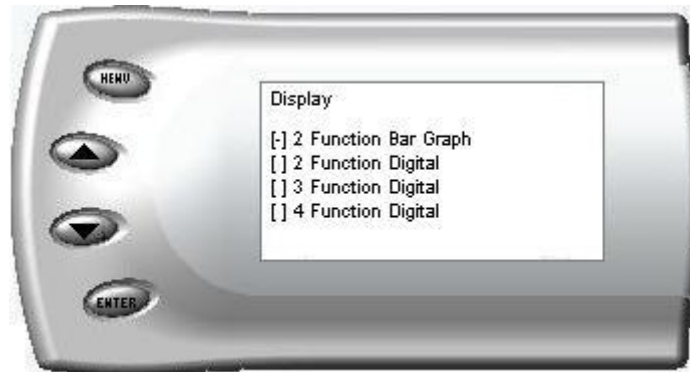 MENU
Display
[-] 2 Function Bar Graph
[ ] 2 Function Digital
[ ] 3 Function Digital
[ ] 4 Function Digital
ENTER